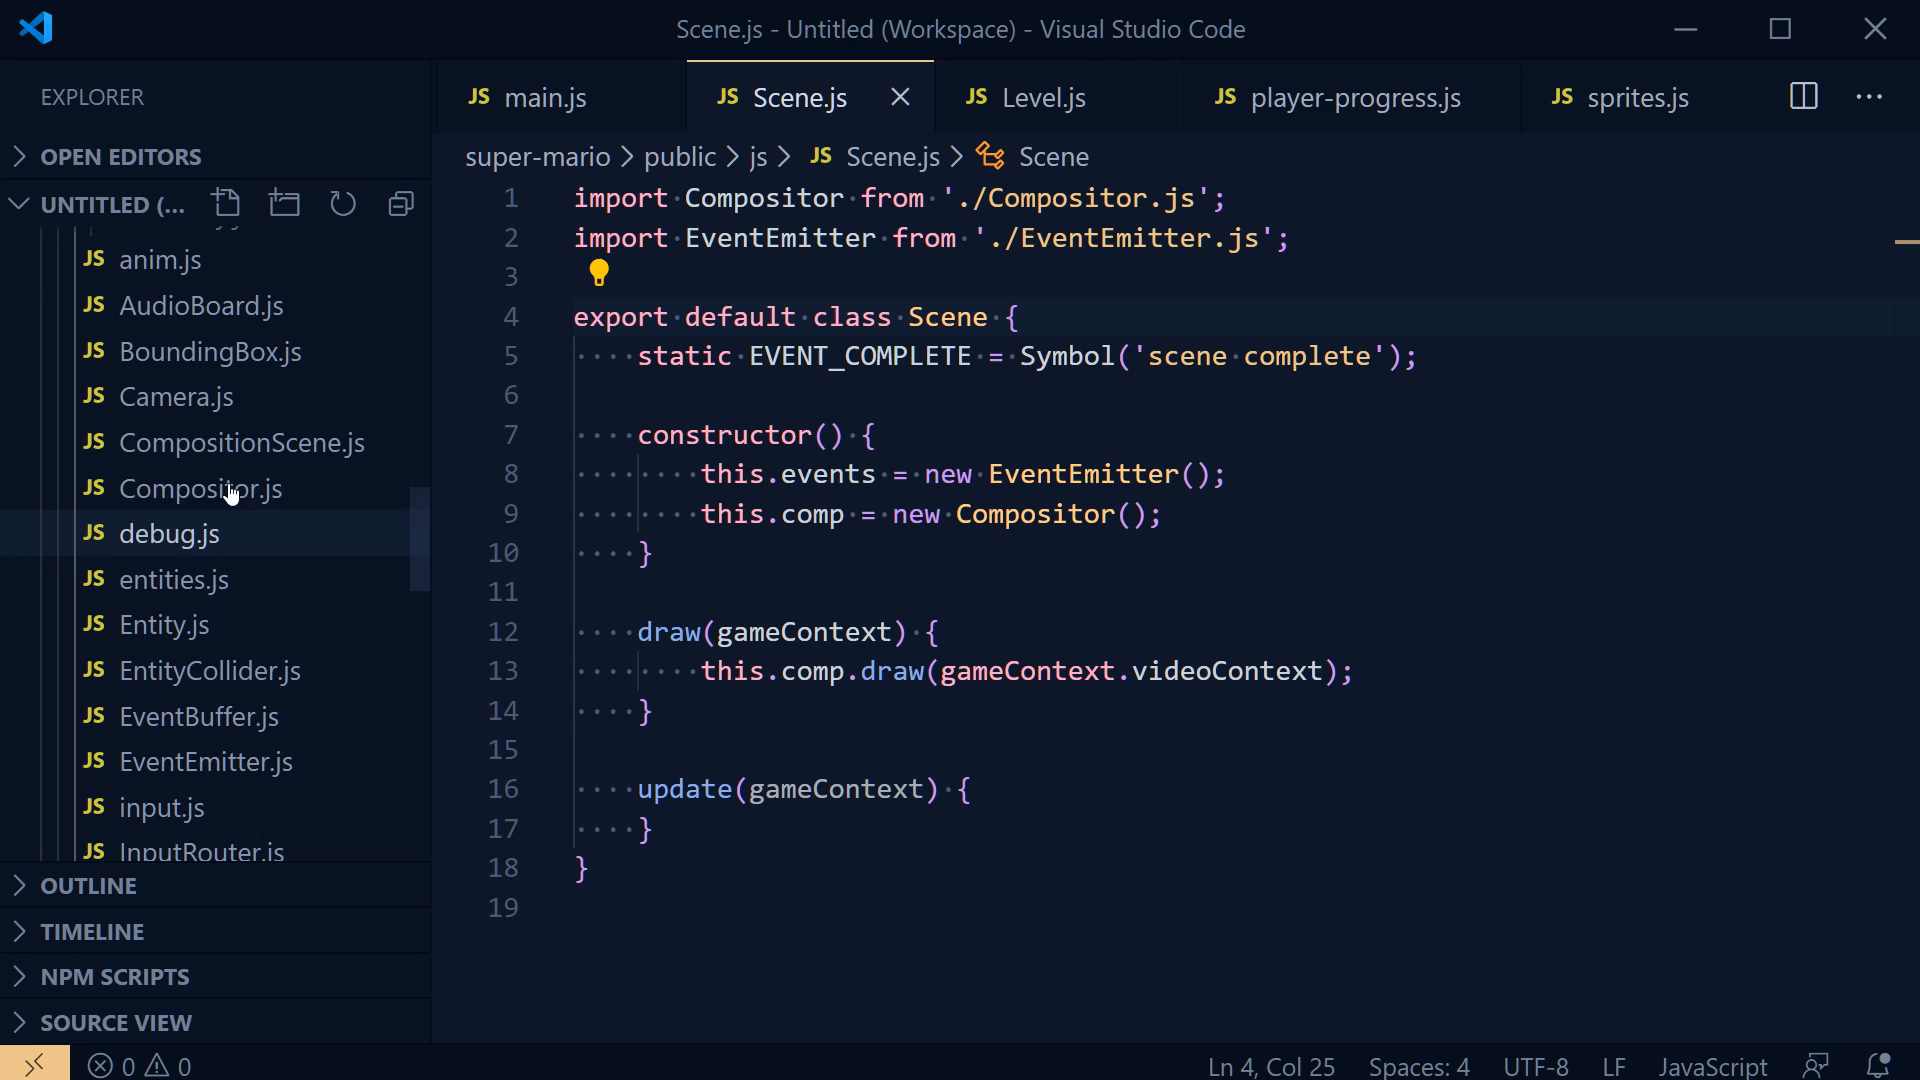 Scene.js - Untitled (Workspace) - Visual Studio Code
EXPLORER
OPEN EDITORS
UNTITLED (...
JS anim.js
JS AudioBoard.js
JS BoundingBox.js
JS Camera.js
JS CompositionScene.js
JS Compositor.js
JS debug.js
JS entities.js
JS Entity.js
JS EntityCollider.js
JS EventBuffer.js
JS EventEmitter.js
JS input.js
JS InputRouter.js
OUTLINE
TIMELINE
NPM SCRIPTS
SOURCE VIEW
JS main.js JS Scene.js JS Level.js JS player-progress.js JS sprites.js
super-mario > public > js > JS Scene.js > Scene
1 import Compositor from './Compositor.js';
2 import EventEmitter from './EventEmitter.js';
3
4 export default class Scene {
5 static EVENT_COMPLETE = Symbol('scene complete');
6
7 constructor() {
8 this.events = new EventEmitter();
9 this.comp = new Compositor();
10 }
11
12 draw(gameContext) {
13 this.comp.draw(gameContext.videoContext);
14 }
15
16 update(gameContext) {
17 }
18 }
19
0 0 Ln 4, Col 25 Spaces: 4 UTF-8 LF JavaScript